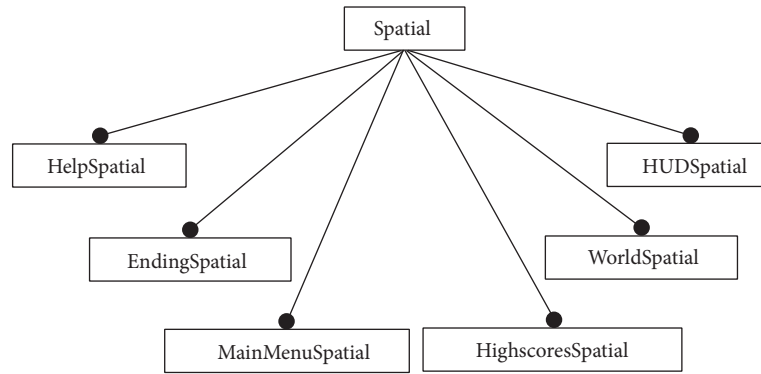 Spatial
HelpSpatial
HUDSpatial
EndingSpatial
WorldSpatial
MainMenuSpatial
HighscoresSpatial